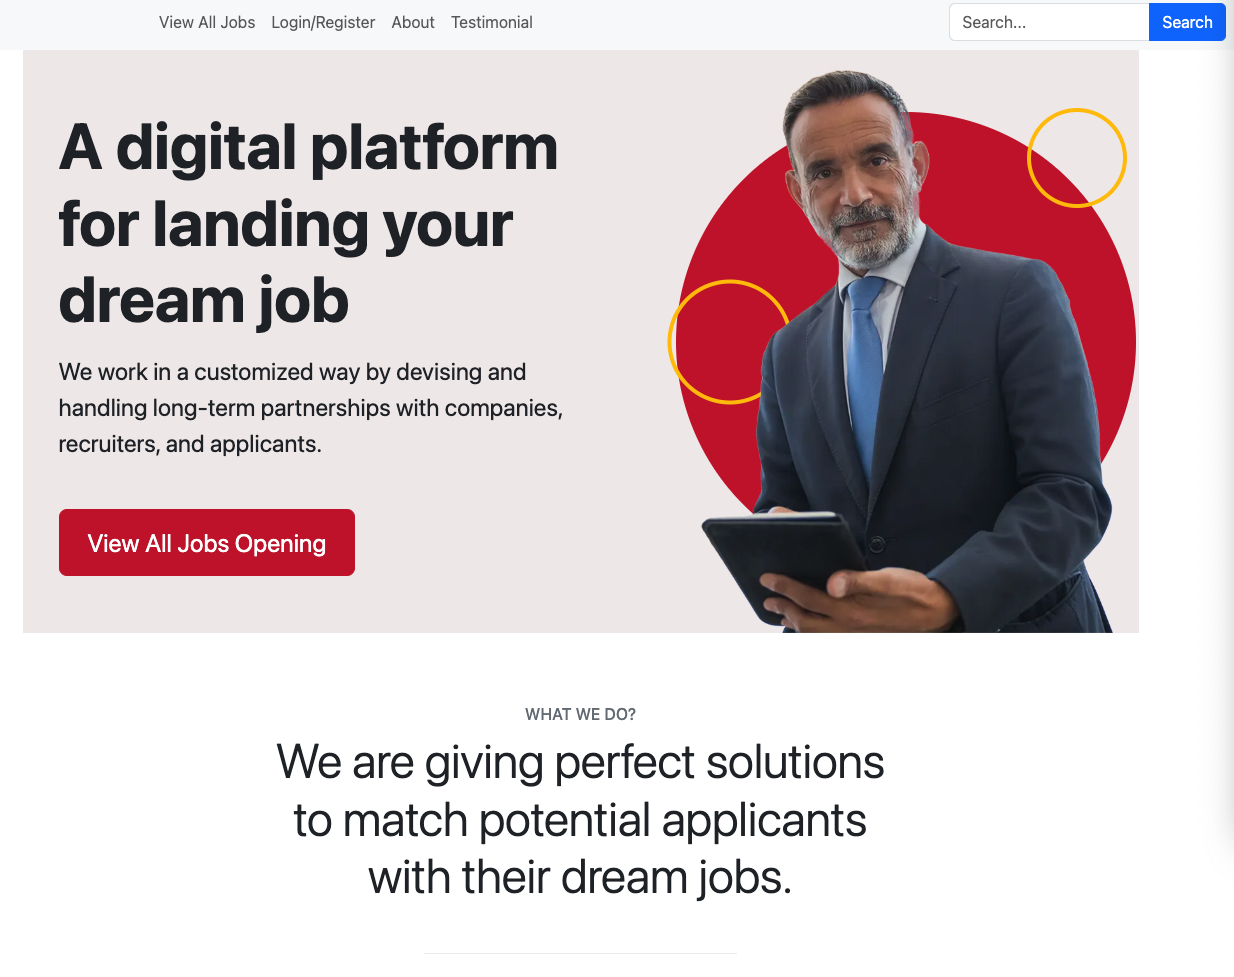 View All Jobs Login/Register About Testimonial Search... Search
A digital platform
for landing your
dream job
We work in a customized way by devising and
handling long-term partnerships with companies,
recruiters, and applicants.
View All Jobs Opening
WHAT WE DO?
We are giving perfect solutions
to match potential applicants
with their dream jobs.